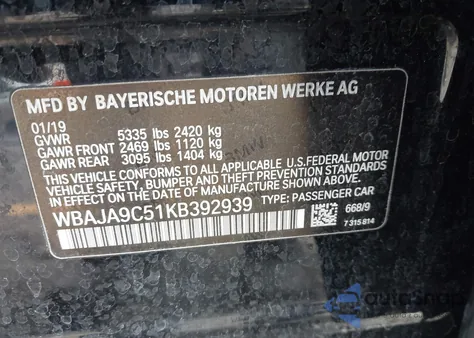 MFD BY BAYERISCHE MOTOREN WERKE AG
01/19
GVWR 5335 lbs 2420 kg
GAWR FRONT 2469 lbs 1120 kg
GAWR REAR 3095 lbs 1404 kg
THIS VEHICLE CONFORMS TO ALL APPLICABLE U.S.FEDERAL MOTOR
VEHICLE SAFETY, BUMPER AND THEFT PREVENTION STANDARDS
IN EFFECT ON THE DATE OF MANUFACTURE SHOWN ABOVE.
WBAJA9C51KB392939 TYPE: PASSENGER CAR
668/9
7 315 814
autosnap